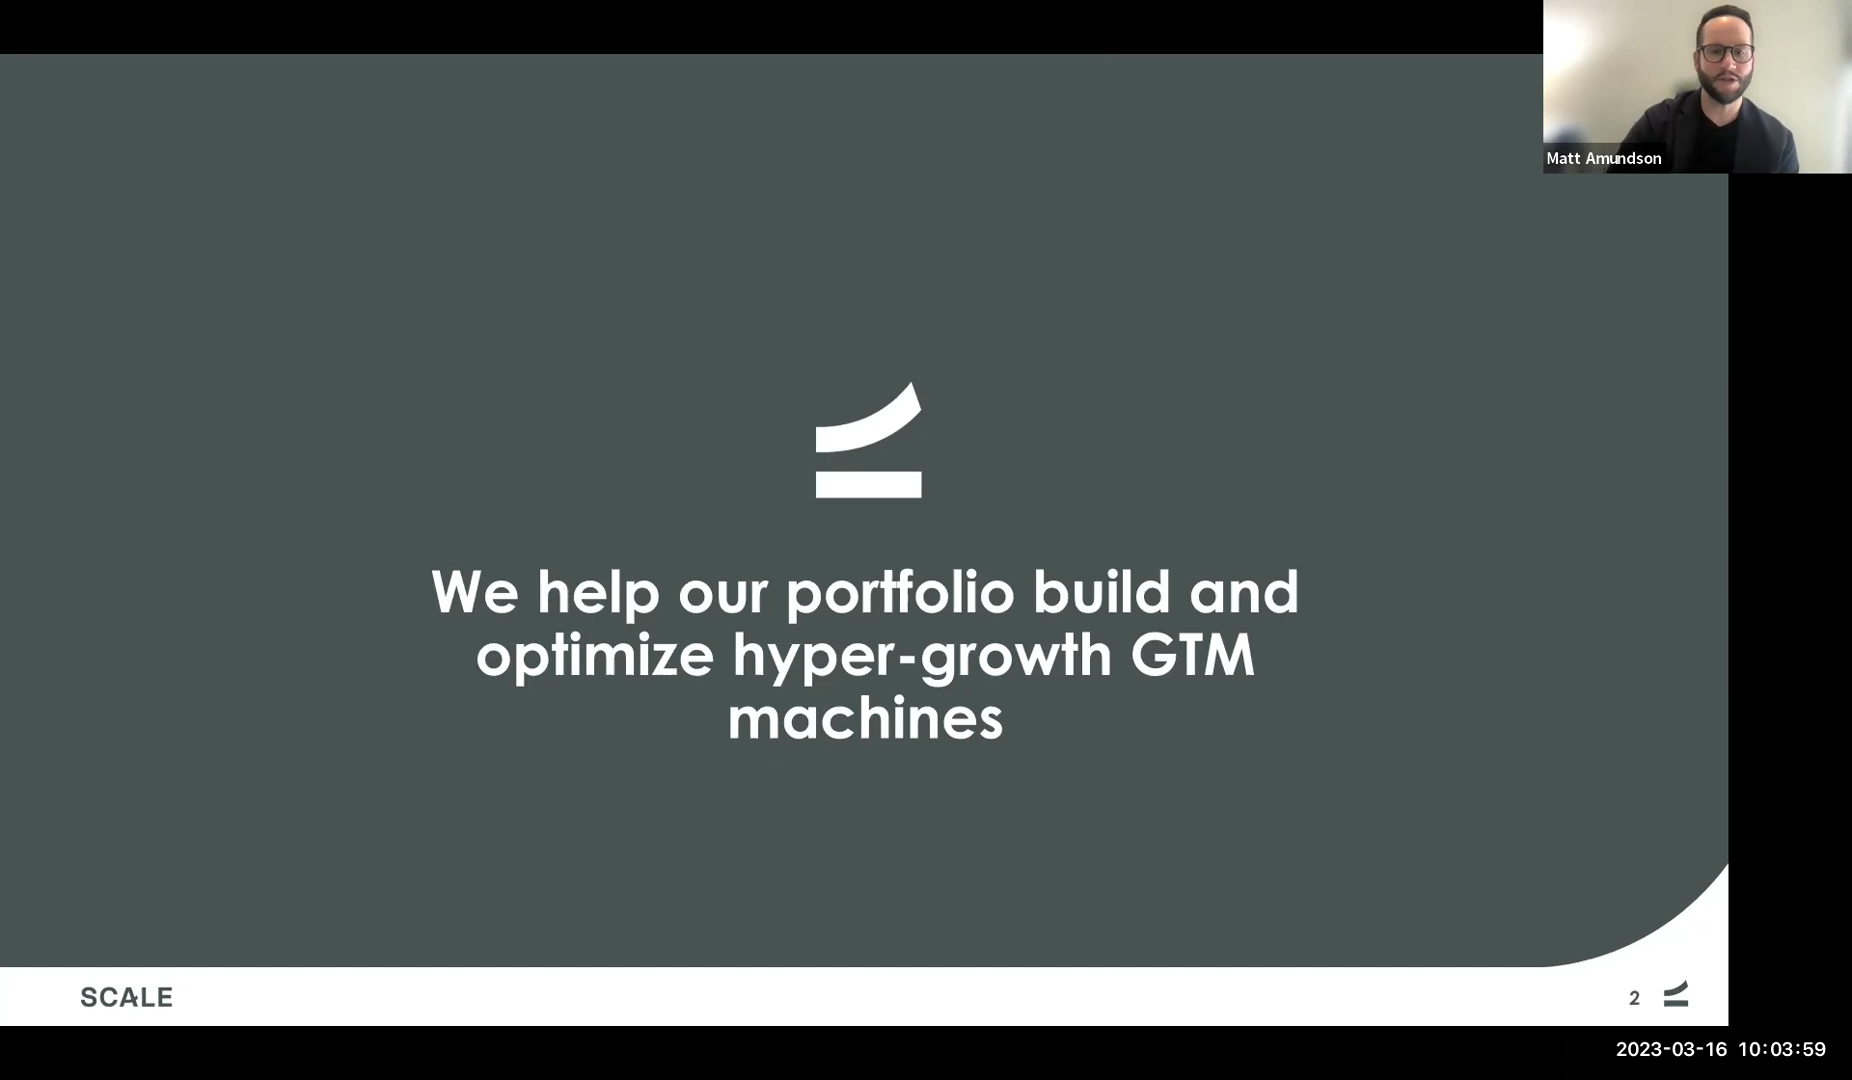 Matt Amundson
We help our portfolio build and
optimize hyper-growth GTM
machines
SCALE
2
2023-03-16 10:03:59